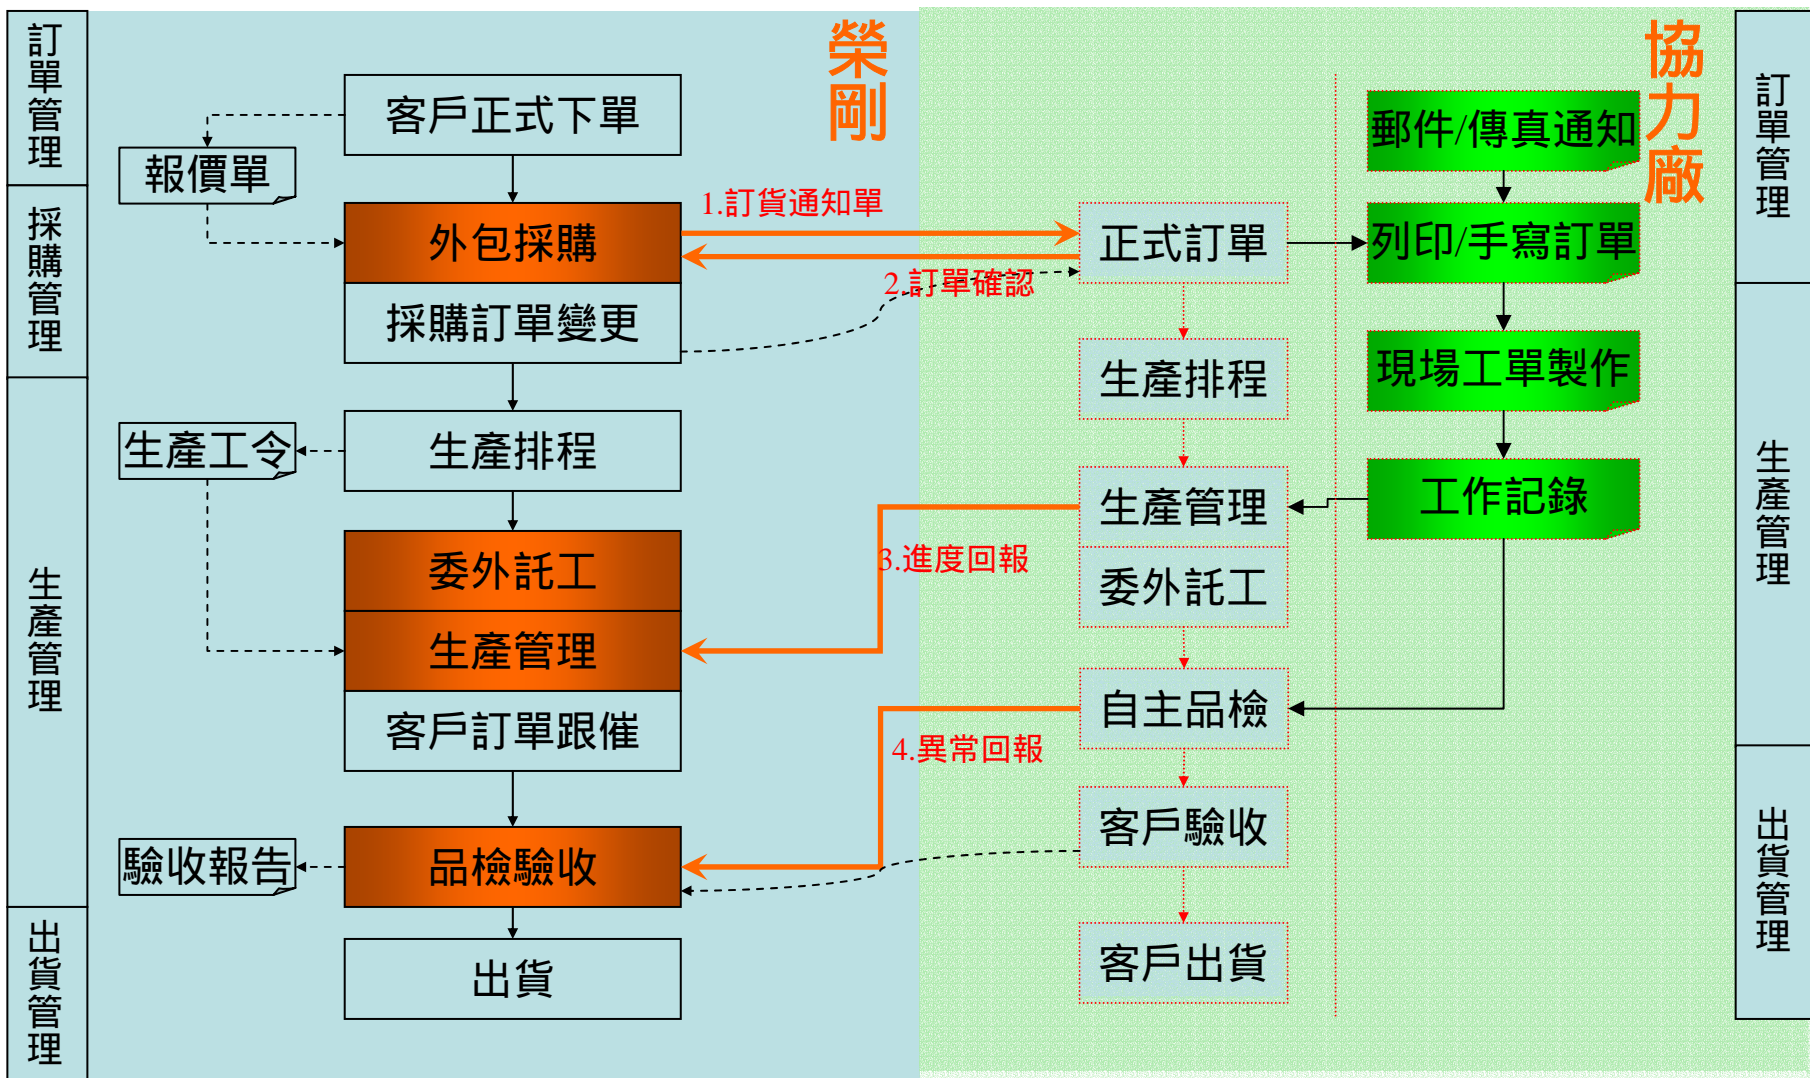 訂單管理
採購管理
生產管理
出貨管理
榮剛
客戶正式下單
報價單
外包採購
採購訂單變更
生產工令
生產排程
委外託工
生產管理
客戶訂單跟催
驗收報告
品檢驗收
出貨
1.訂貨通知單
2.訂單確認
3.進度回報
4.異常回報
協力廠
正式訂單
生產排程
生產管理
委外託工
自主品檢
客戶驗收
客戶出貨
郵件/傳真通知
列印/手寫訂單
現場工單製作
工作記錄
訂單管理
生產管理
出貨管理